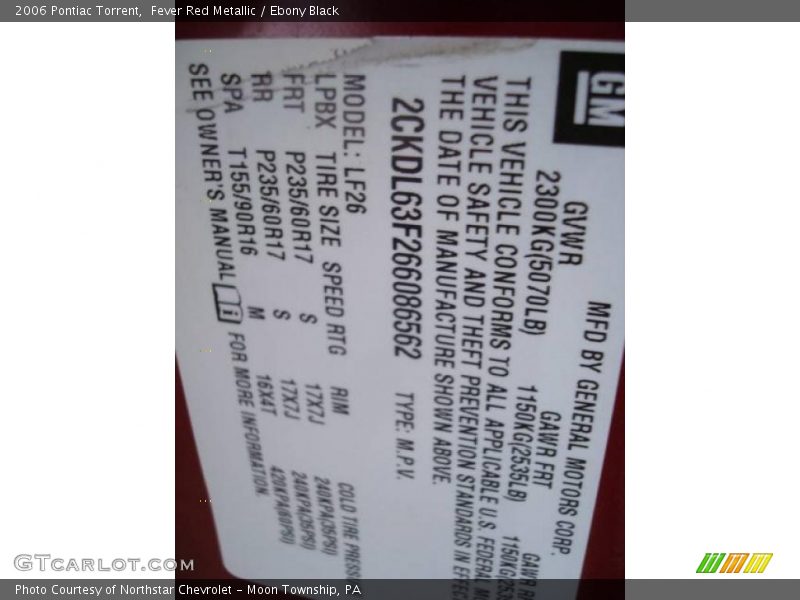 2006 Pontiac Torrent, Fever Red Metallic / Ebony Black
GM
MFD BY GENERAL MOTORS CORP.
GVWR GAWR FRT GAWR
2300KG(5070LB) 1150KG(2535LB)
THIS VEHICLE CONFORMS TO ALL APPLICABLE U.S. FEDERAL
VEHICLE SAFETY AND THEFT PREVENTION STANDARDS IN
THE DATE OF MANUFACTURE SHOWN ABOVE.
2CKDL63F266086562 TYPE: M.P.V.
MODEL: LF26
LPBX TIRE SIZE SPEED RTG RIM COLD TIRE
FRT P235/60R17 S 17X7J 240KPA(35PSI)
RR P235/60R17 S 17X7J 240KPA(35PSI)
SPA T155/90R16 M 16X4T 420KPA(60PSI)
SEE OWNER'S MANUAL FOR MORE INFORMATION.
GTcarlot.com
Photo Courtesy of Northstar Chevrolet - Moon Township, PA